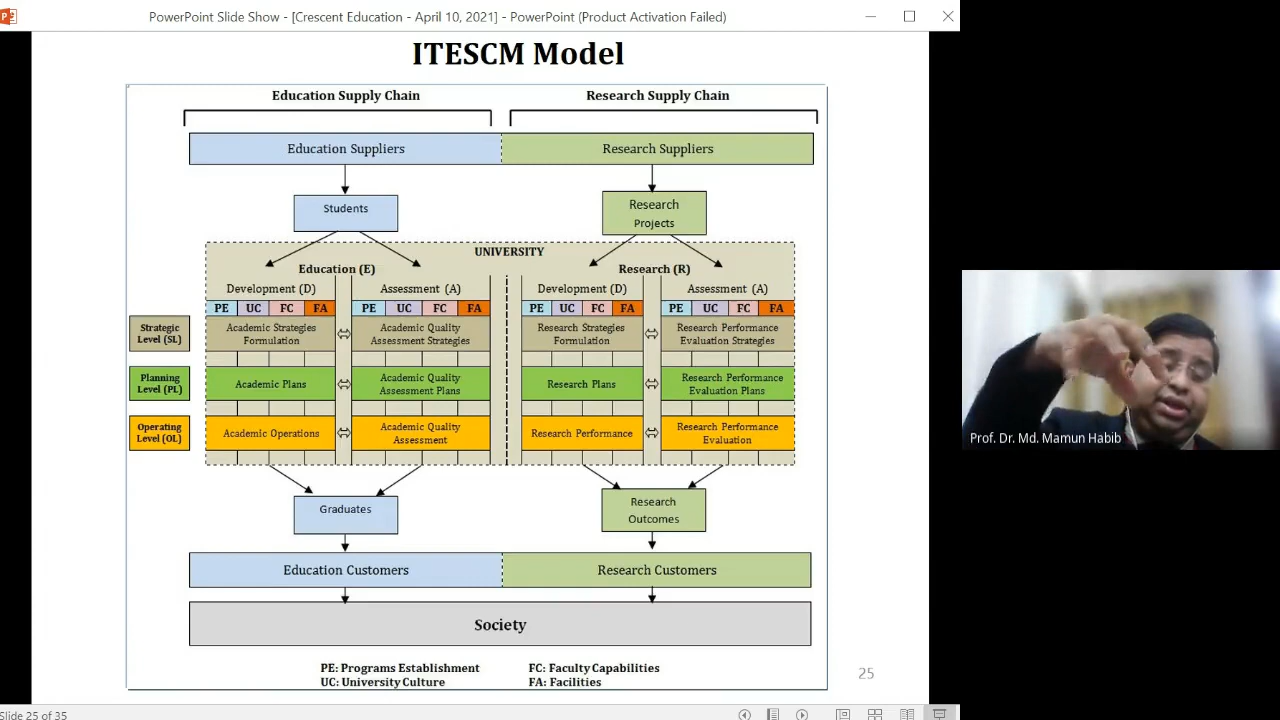 PowerPoint Slide Show - [Crescent Education - April 10, 2021] - PowerPoint (Product Activation Failed)
ITESCM Model
Education Supply Chain
Research Supply Chain
Education Suppliers
Research Suppliers
Students
Research
Projects
UNIVERSITY
Education (E)
Research (R)
Development (D)
Assessment (A)
Development (D)
Assessment (A)
PE UC FC FA
PE UC FC FA
PE UC FC FA
PE UC FC FA
Strategic
Level (SL)
Academic Strategies
Formulation
Academic Quality
Assessment Strategies
Research Strategies
Formulation
Research Performance
Evaluation Strategies
Planning
Level (PL)
Academic Plans
Academic Quality
Assessment Plans
Research Plans
Research Performance
Evaluation Plans
Operating
Level (OL)
Academic Operations
Academic Quality
Assessment
Research Performance
Research Performance
Evaluation
Graduates
Research
Outcomes
Education Customers
Research Customers
Society
PE: Programs Establishment
FC: Faculty Capabilities
UC: University Culture
FA: Facilities
25
Slide 25 of 35
Prof. Dr. Md. Mamun Habib